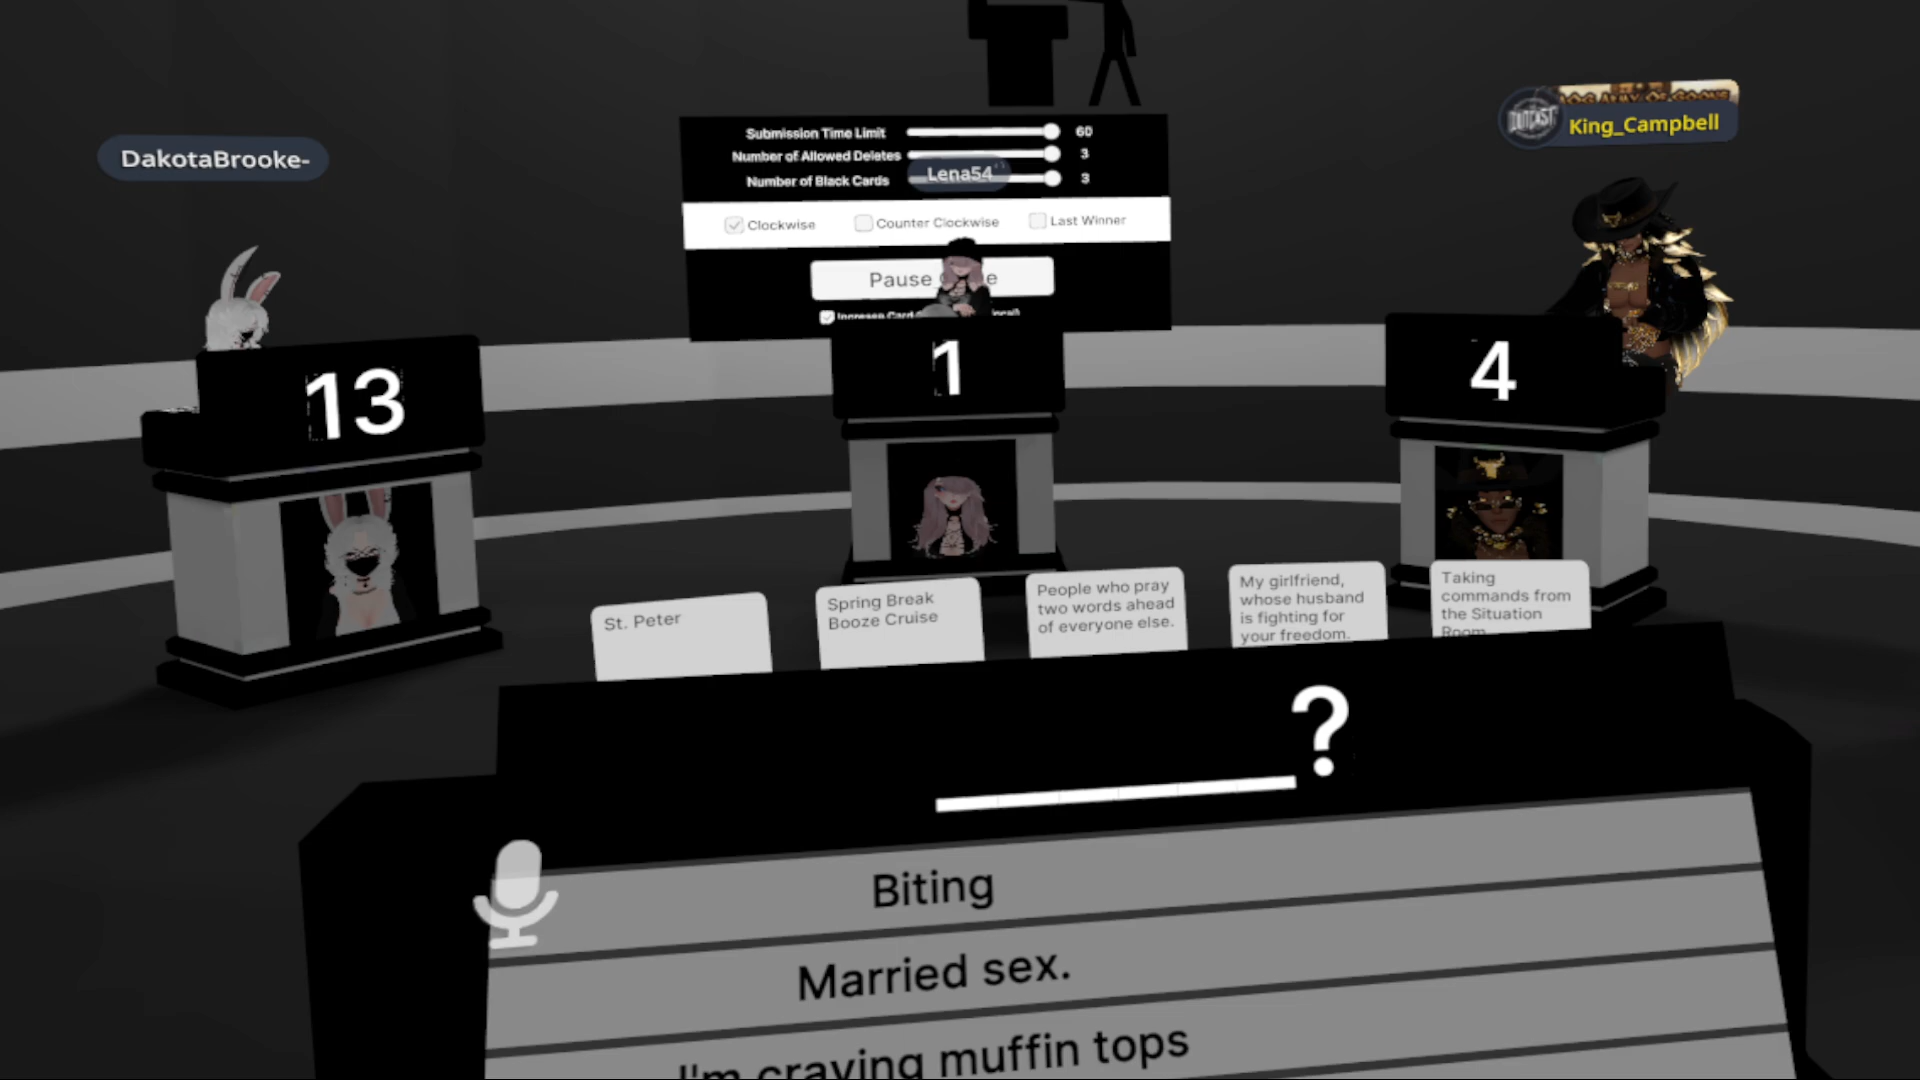 DakotaBrooke-
Submission Time Limit 60
Number of Allowed Deletes 3
Number of Black Cards 3
Lena54
Clockwise Counter Clockwise Last Winner
Pause
King_Campbell
13
1
4
St. Peter
Spring Break
Booze Cruise
People who pray
two words ahead
of everyone else.
My girlfriend,
whose husband
is fighting for
your freedom.
Taking
commands from
the Situation
Room
?
Biting
Married sex.
I'm craving muffin tops